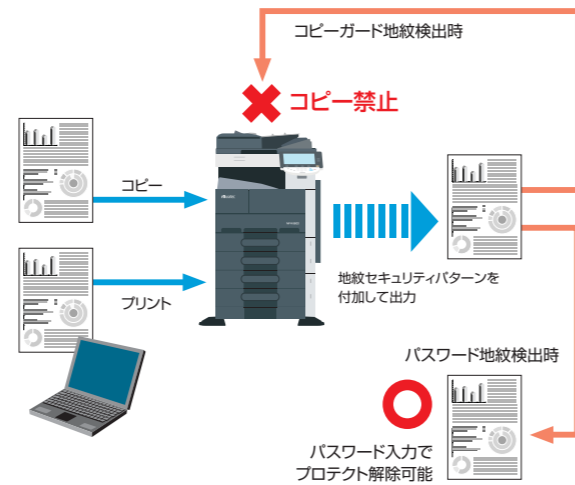 コピーガード地紋検出時
コピー禁止
コピー
プリント
地紋セキュリティパターンを
付加して出力
パスワード地紋検出時
パスワード入力で
プロテクト解除可能